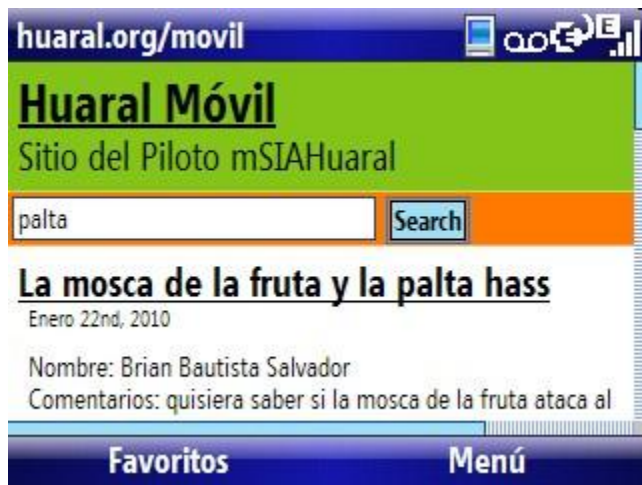 huaral.org/movil
E
Huaral Móvil
Sitio del Piloto mSIAHuaral
palta
Search
La mosca de la fruta y la palta hass
Enero 22nd, 2010
Nombre: Brian Bautista Salvador
Comentarios: quisiera saber si la mosca de la fruta ataca al
Favoritos
Menú